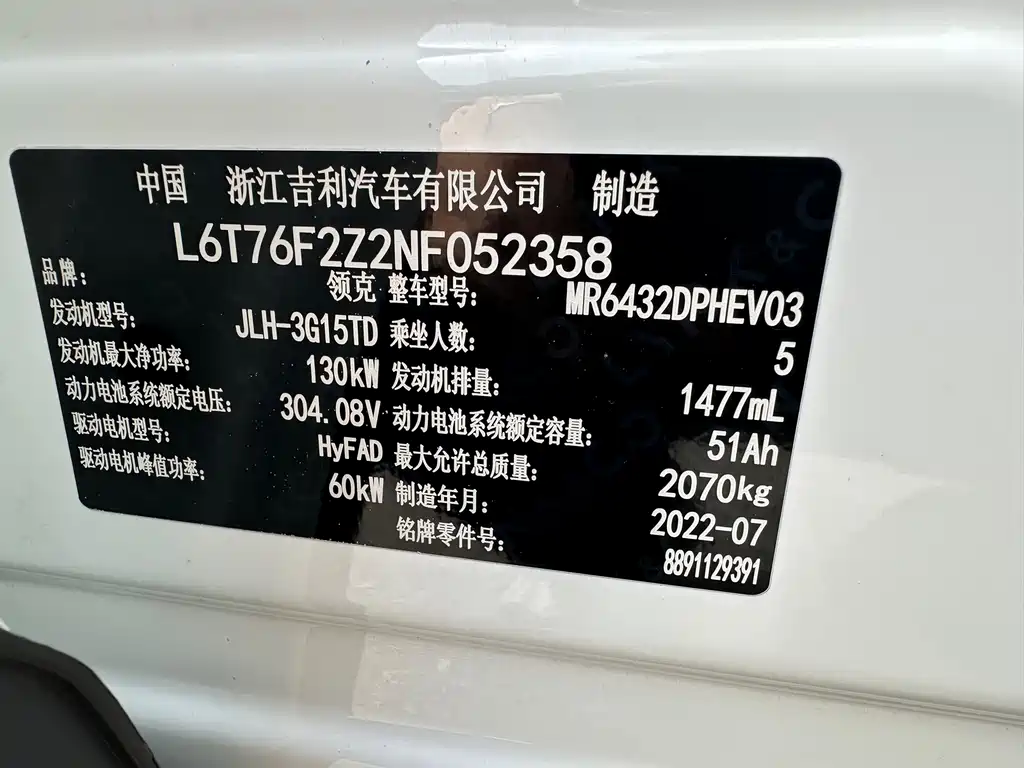 中国 浙江吉利汽车有限公司 制造
L6T76F2Z2NF052358
品牌: 领克 整车型号: MR6432DPHEV03
发动机型号: JLH-3G15TD 乘坐人数: 5
发动机最大净功率: 130kW 发动机排量: 1477mL
动力电池系统额定电压: 304.08V 动力电池系统额定容量: 51Ah
驱动电机型号: HyFAD 最大允许总质量: 2070kg
驱动电机峰值功率: 60kW 制造年月: 2022-07
铭牌零件号: 8891129391